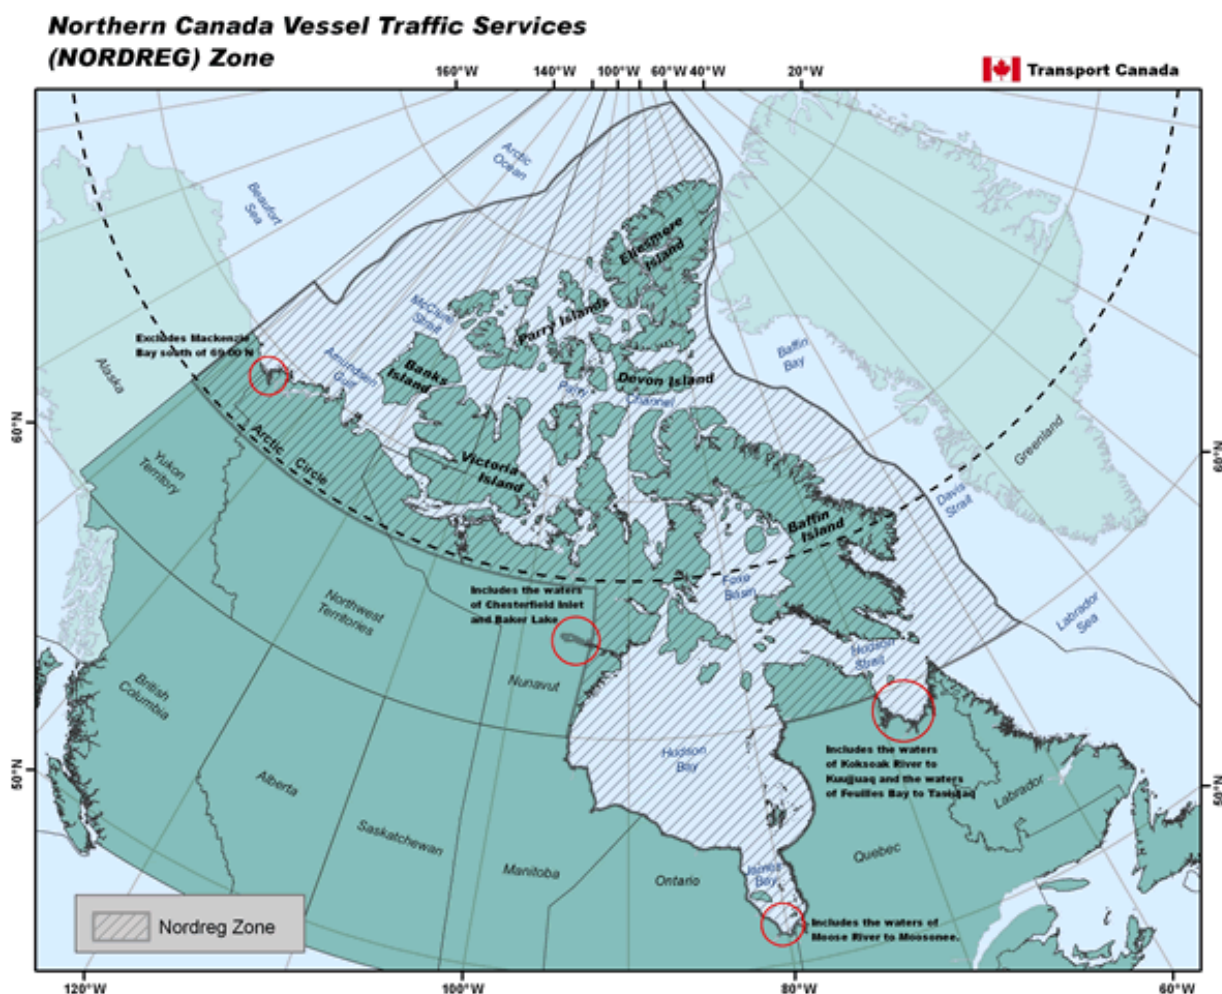 Northern Canada Vessel Traffic Services
(NORDREG) Zone
Transport Canada
160°W
140°W
100°W
60°W
40°W
20°W
Arctic
Ocean
Beaufort
Sea
Ellesmere
Island
McClure
Strait
Parry Islands
Excludes Mackenzie
Bay south of 69 00 N
Amundsen
Gulf
Banks
Island
Parry
Channel
Devon Island
Baffin
Bay
Alaska
60°N
60°N
Arctic Circle
Victoria
Island
Greenland
Yukon
Territory
Davis
Strait
Baffin
Island
Foxe
Basin
Includes the waters
of Chesterfield Inlet
and Baker Lake
Northwest
Territories
Labrador
Sea
Hudson
Strait
Nunavut
British
Columbia
Hudson
Bay
Includes the waters
of Koksoak River to
Kuujjuaq and the waters
of Feuilles Bay to Tasiujaq
50°N
50°N
Alberta
Labrador
Saskatchewan
Manitoba
Ontario
Quebec
James
Bay
Includes the waters of
Moose River to Moosonee.
Nordreg Zone
120°W
100°W
80°W
60°W